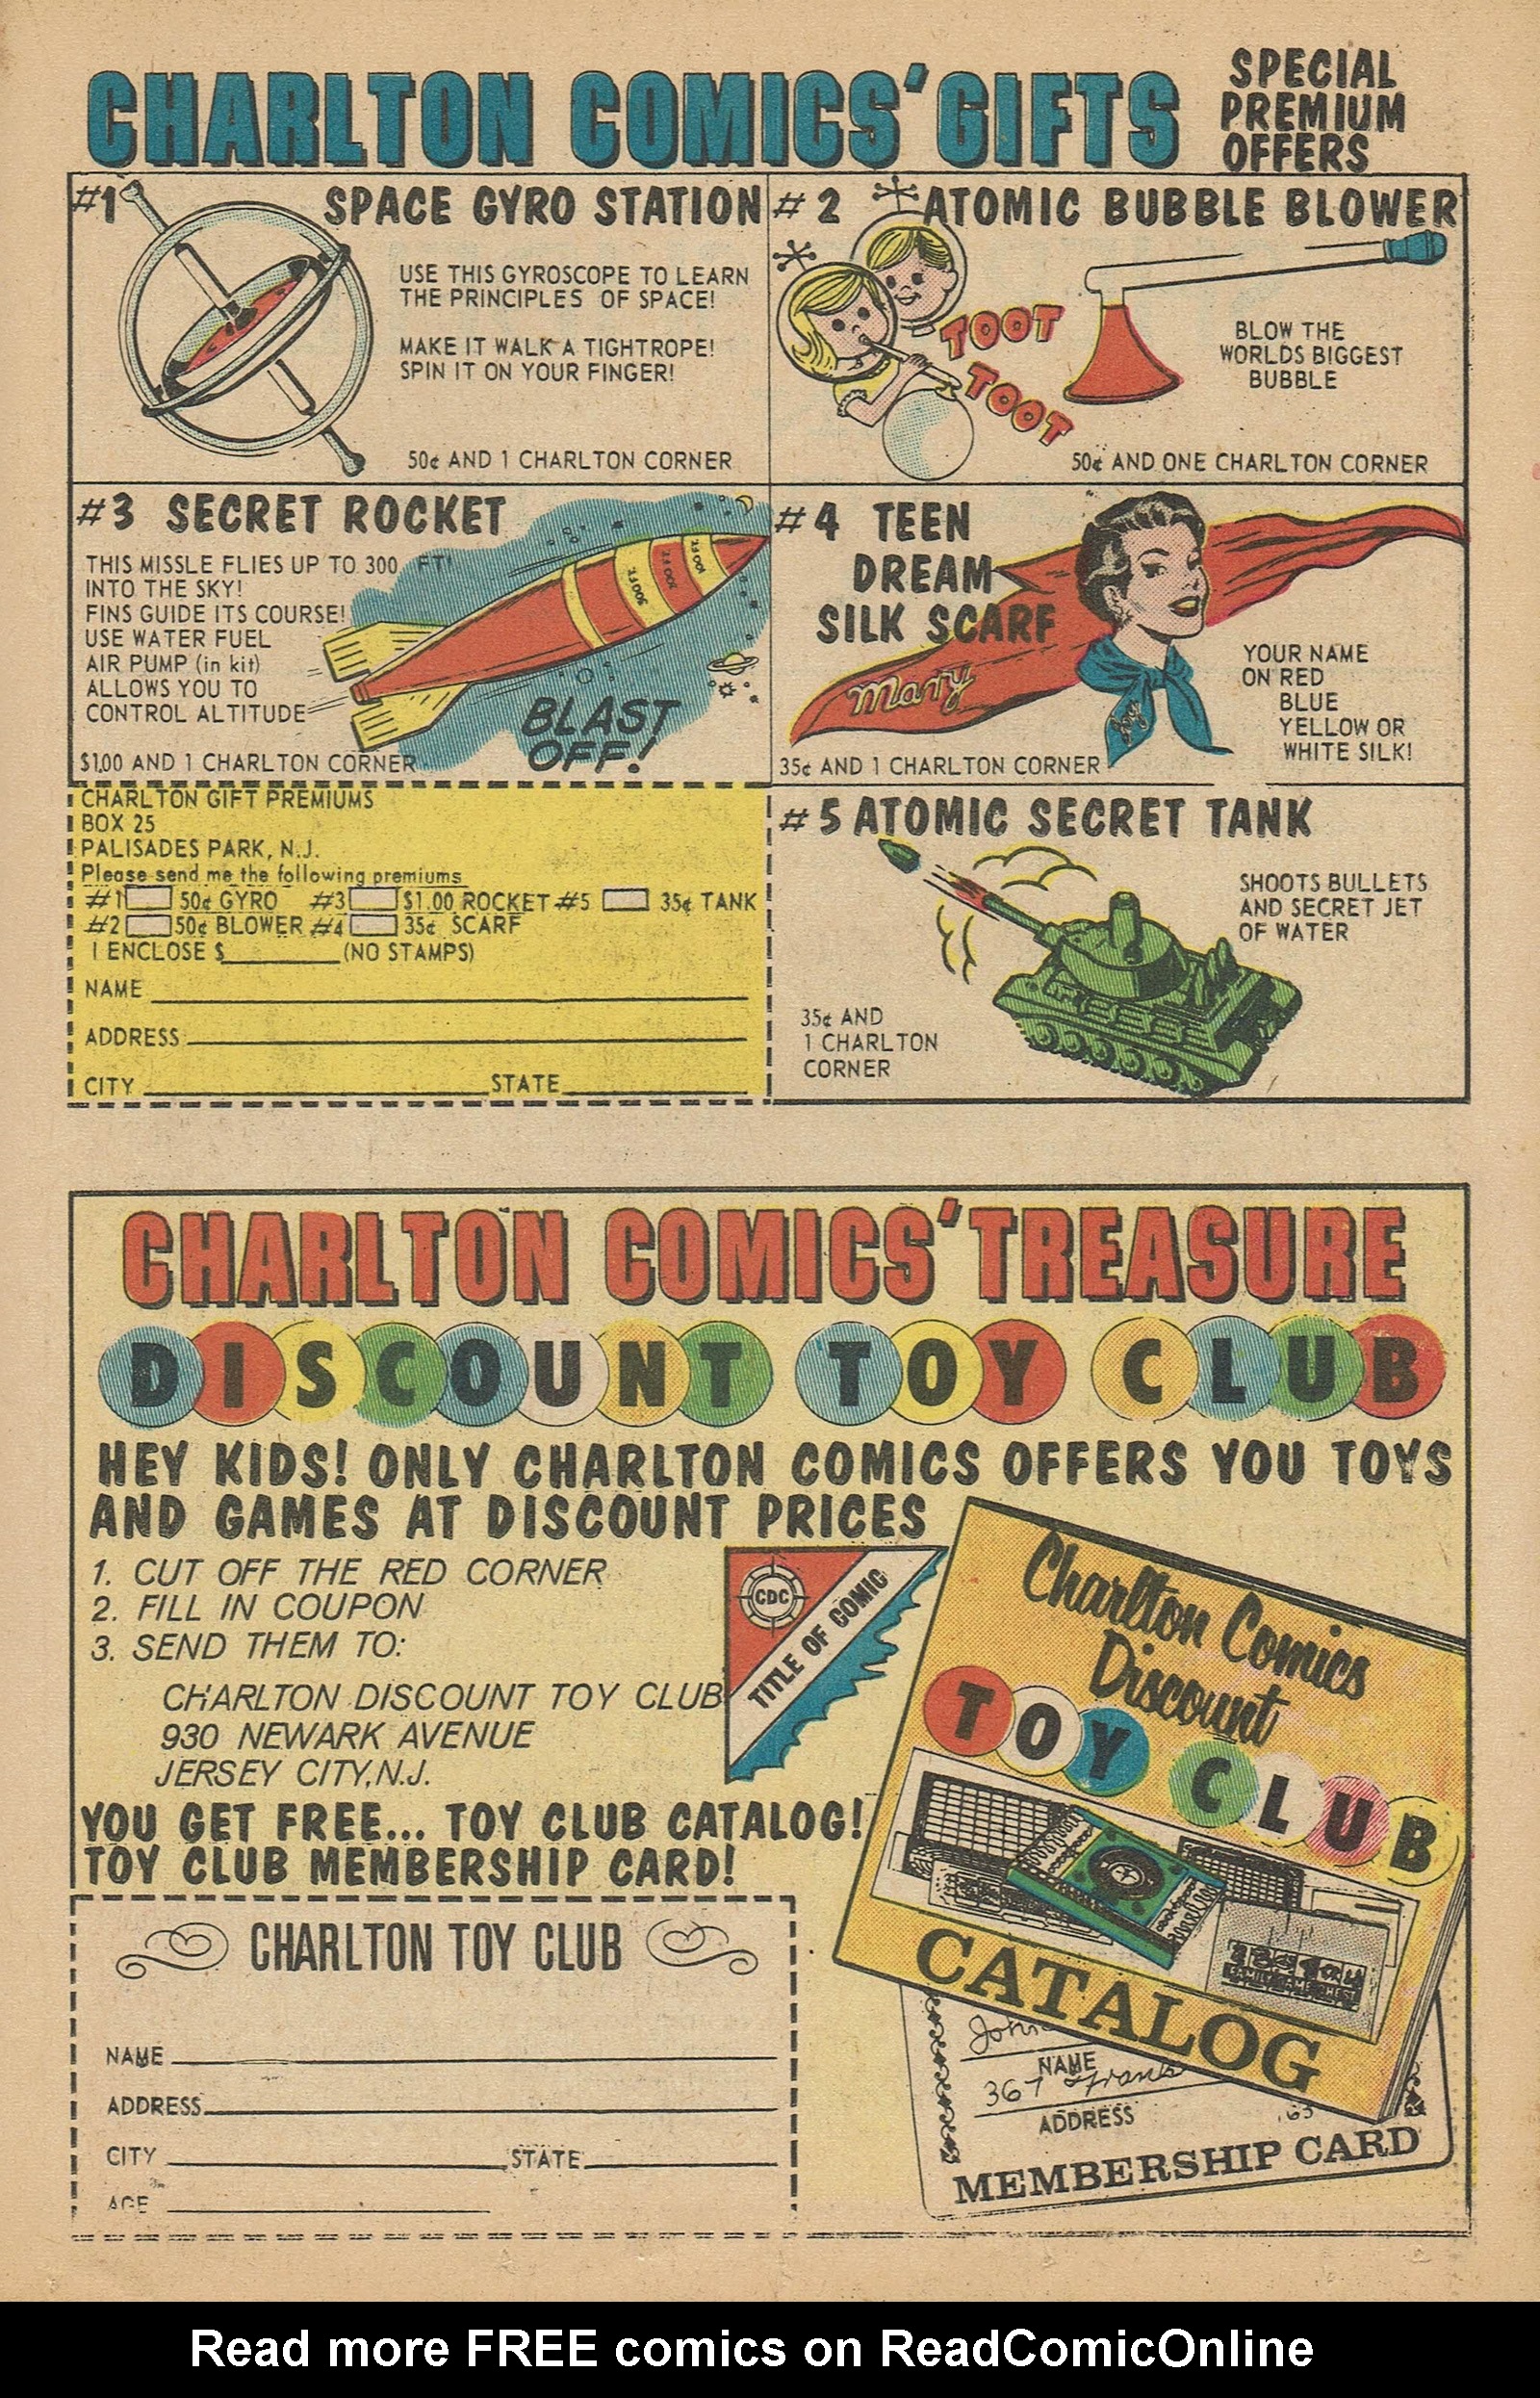 CHARLTON COMICS' GIFTS
SPECIAL
PREMIUM
OFFERS
#1 SPACE GYRO STATION
USE THIS GYROSCOPE TO LEARN
THE PRINCIPLES OF SPACE!
MAKE IT WALK A TIGHTROPE!
SPIN IT ON YOUR FINGER!
50¢ AND 1 CHARLTON CORNER
#2 ATOMIC BUBBLE BLOWER
TOOT
TOOT
BLOW THE
WORLDS BIGGEST
BUBBLE
50¢ AND ONE CHARLTON CORNER
#3 SECRET ROCKET
THIS MISSLE FLIES UP TO 300 FT!
INTO THE SKY!
FINS GUIDE ITS COURSE!
USE WATER FUEL
AIR PUMP (in kit)
ALLOWS YOU TO
CONTROL ALTITUDE
300 FT.
200 FT.
100 FT.
BLAST
OFF!
$1.00 AND 1 CHARLTON CORNER
#4 TEEN
DREAM
SILK SCARF
Mary
Joy
YOUR NAME
ON RED
BLUE
YELLOW OR
WHITE SILK!
35¢ AND 1 CHARLTON CORNER
CHARLTON GIFT PREMIUMS
BOX 25
PALISADES PARK, N.J.
Please send me the following premiums
#1 50¢ GYRO #3 $1.00 ROCKET #5 35¢ TANK
#2 50¢ BLOWER #4 35¢ SCARF
I ENCLOSE $ (NO STAMPS)
NAME
ADDRESS
CITY STATE
#5 ATOMIC SECRET TANK
SHOOTS BULLETS
AND SECRET JET
OF WATER
35¢ AND
1 CHARLTON
CORNER
CHARLTON COMICS' TREASURE
DISCOUNT TOY CLUB
HEY KIDS! ONLY CHARLTON COMICS OFFERS YOU TOYS
AND GAMES AT DISCOUNT PRICES
1. CUT OFF THE RED CORNER
2. FILL IN COUPON
3. SEND THEM TO:
CHARLTON DISCOUNT TOY CLUB
930 NEWARK AVENUE
JERSEY CITY, N.J.
CDC
TITLE OF COMIC
YOU GET FREE... TOY CLUB CATALOG!
TOY CLUB MEMBERSHIP CARD!
Charlton Comics
Discount
TOY CLUB
CATALOG
NAME
367
ADDRESS
MEMBERSHIP CARD
CHARLTON TOY CLUB
NAME
ADDRESS
CITY STATE
AGE
Read more FREE comics on ReadComicOnline